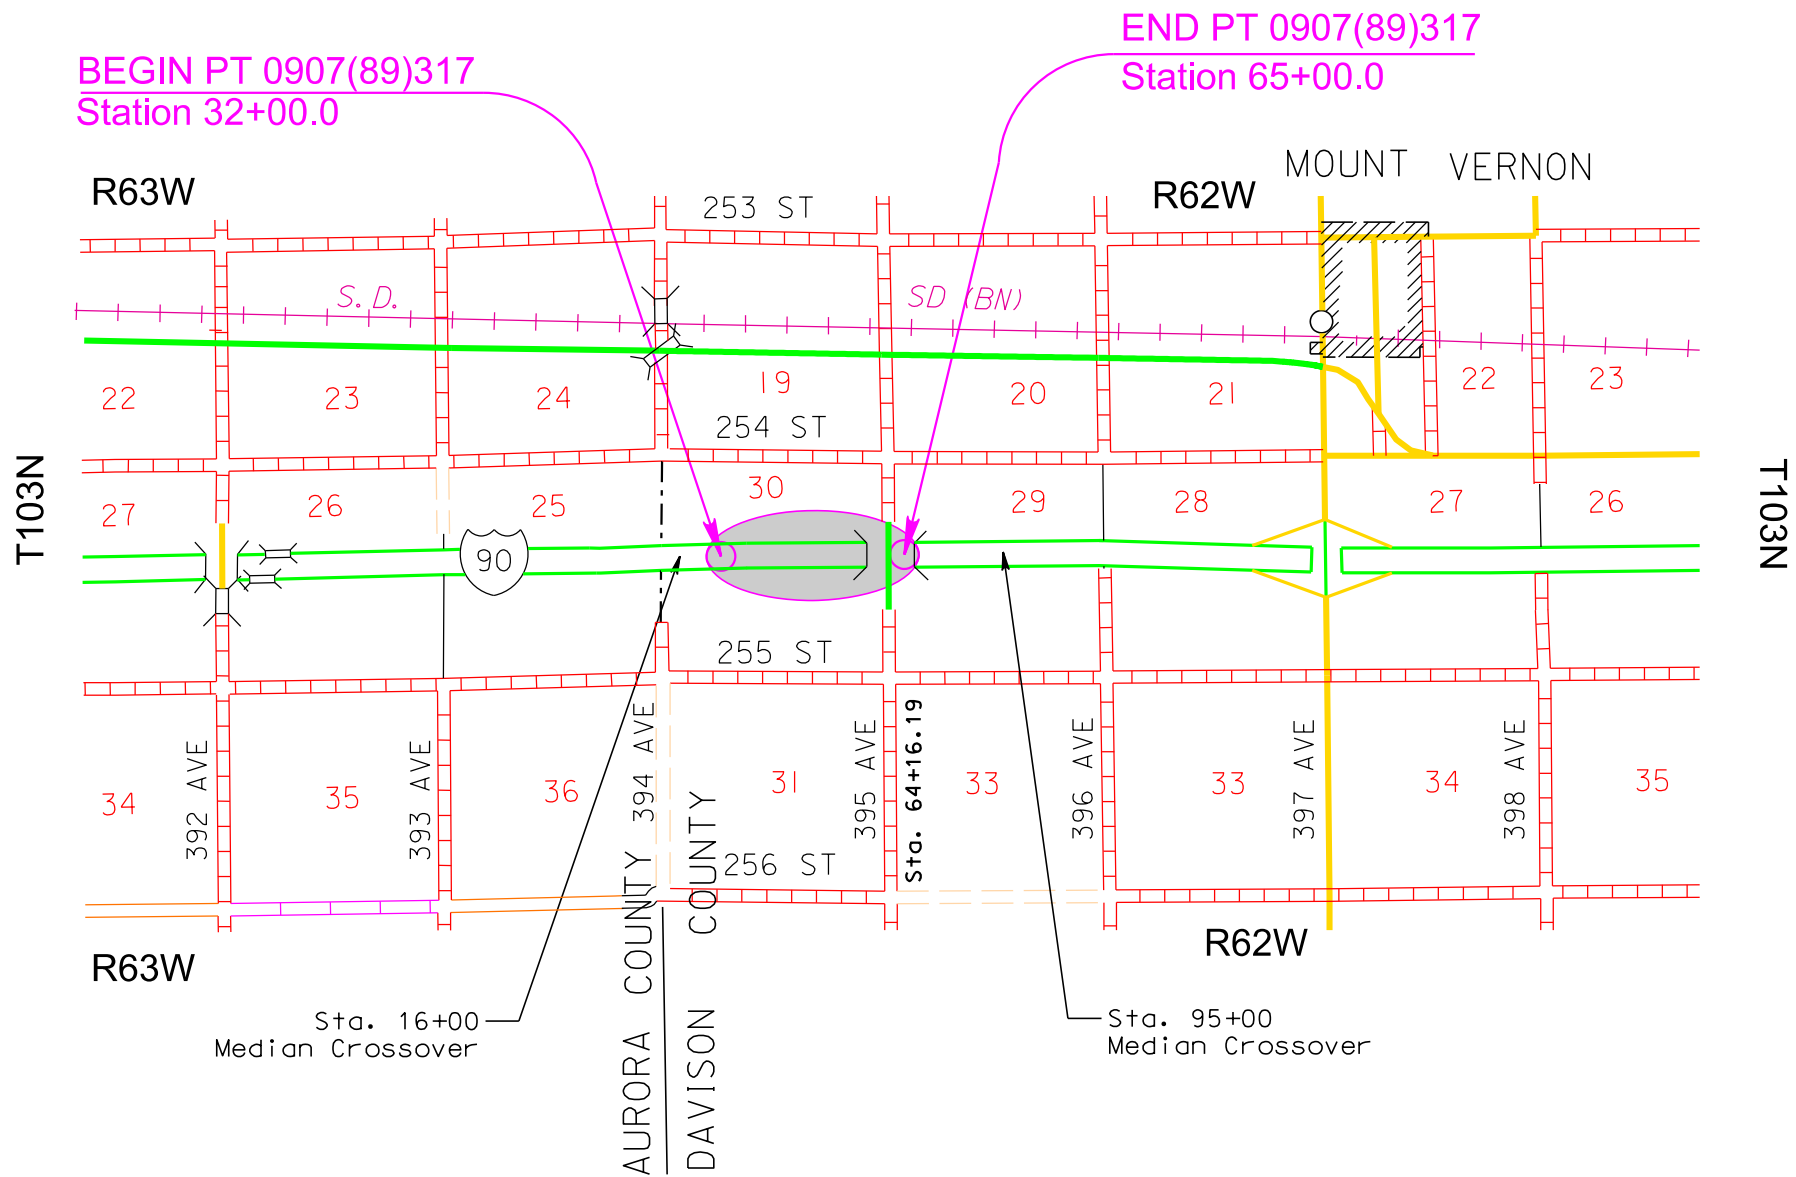 END PT 0907(89)317
Station 65+00.0
BEGIN PT 0907(89)317
Station 32+00.0
MOUNT VERNON
R63W
R62W
253 ST
S.D.
SD (BN)
22
23
24
19
20
21
22
23
254 ST
T103N
27
26
25
30
29
28
27
26
T103N
90
255 ST
34
392 AVE
35
393 AVE
36
394 AVE
31
395 AVE
Sta. 64+16.19
33
396 AVE
33
397 AVE
34
398 AVE
35
256 ST
R63W
R62W
AURORA COUNTY
DAVISON COUNTY
Sta. 16+00
Median Crossover
Sta. 95+00
Median Crossover